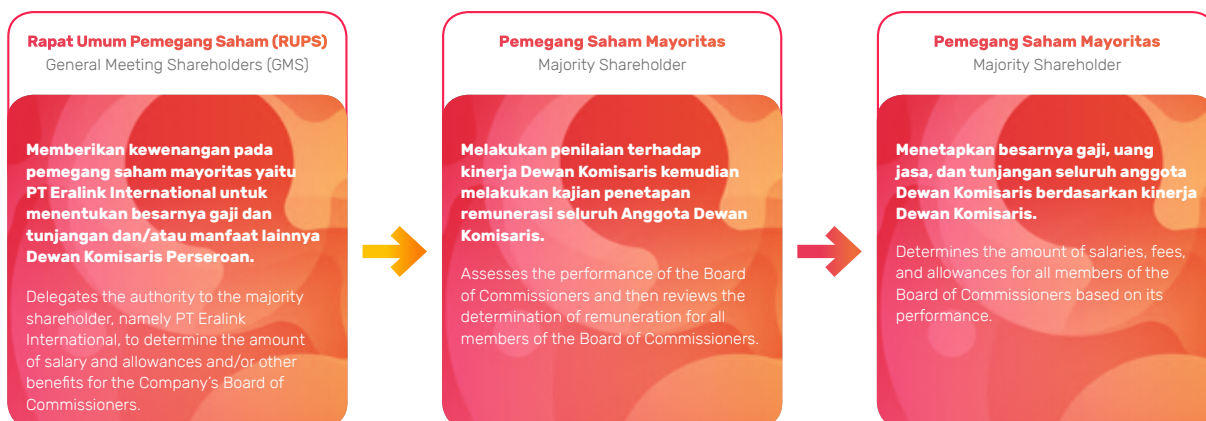 Rapat Umum Pemegang Saham (RUPS)
General Meeting Shareholders (GMS)
Memberikan kewenangan pada
pemegang saham mayoritas yaitu
PT Eralink International untuk
menentukan besarnya gaji dan
tunjangan dan/atau manfaat lainnya
Dewan Komisaris Perseroan.
Delegates the authority to the majority
shareholder, namely PT Eralink
International, to determine the amount
of salary and allowances and/or other
benefits for the Company's Board of
Commissioners.
Pemegang Saham Mayoritas
Majority Shareholder
Melakukan penilaian terhadap
kinerja Dewan Komisaris kemudian
melakukan kajian penetapan
remunerasi seluruh Anggota Dewan
Komisaris.
Assesses the performance of the Board
of Commissioners and then reviews the
determination of remuneration for all
members of the Board of Commissioners.
Pemegang Saham Mayoritas
Majority Shareholder
Menetapkan besarnya gaji, uang
jasa, dan tunjangan seluruh anggota
Dewan Komisaris berdasarkan kinerja
Dewan Komisaris.
Determines the amount of salaries, fees,
and allowances for all members of the
Board of Commissioners based on its
performance.